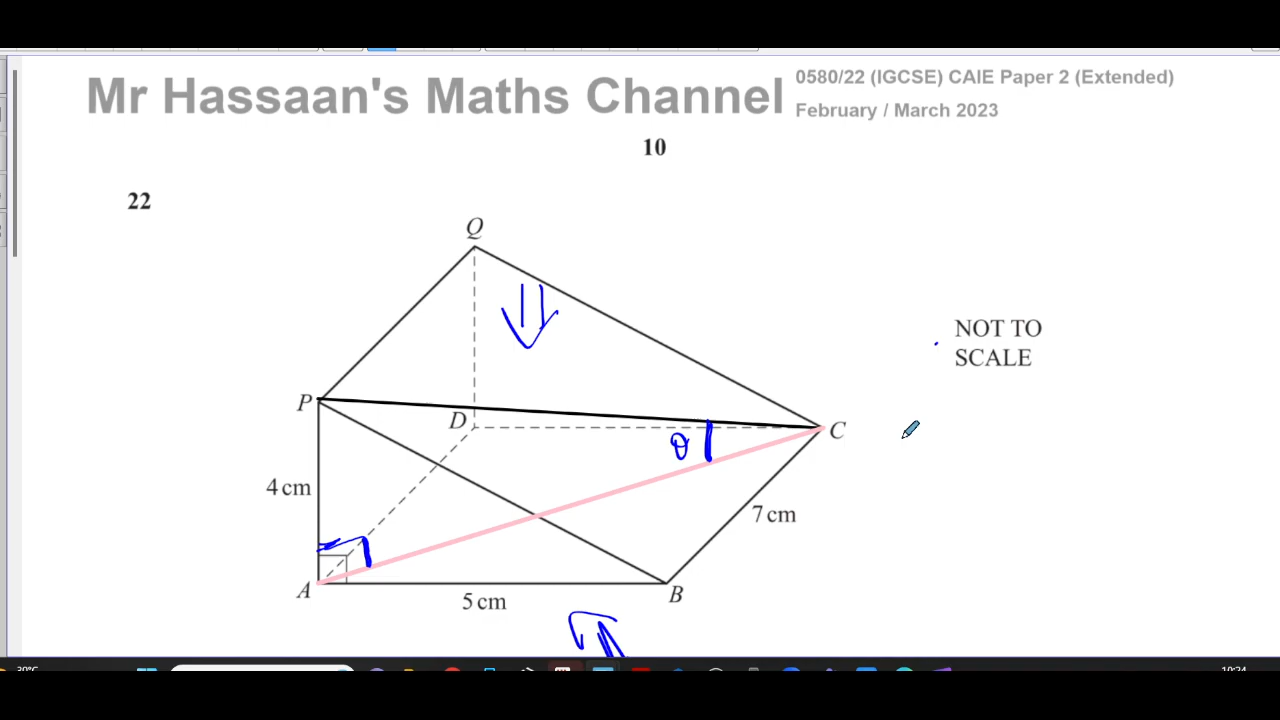 Mr Hassaan's Maths Channel
0580/22 (IGCSE) CAIE Paper 2 (Extended)
February / March 2023
10
22
Q
NOT TO
SCALE
P
D
C
θ
4 cm
7 cm
A
5 cm
B